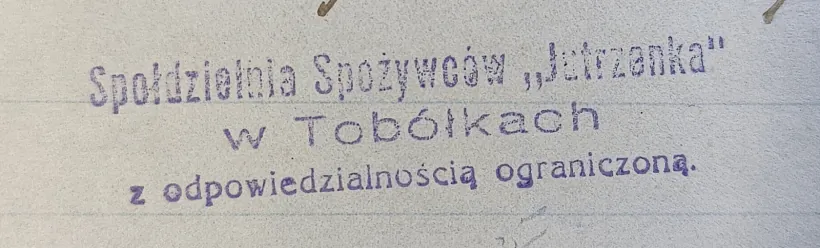 Spółdzielnia Spożywców „Jutrzenka"
w Tobółkach
z odpowiedzialnością ograniczoną.